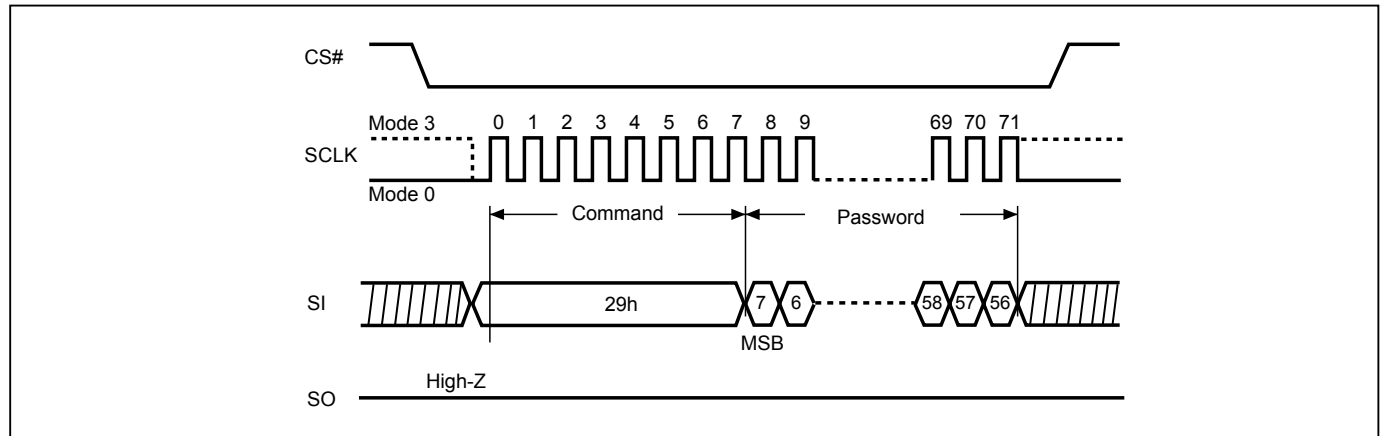 CS#
Mode 3 0 1 2 3 4 5 6 7 8 9 69 70 71
SCLK
Mode 0
Command Password
SI 29h 7 6 58 57 56
MSB
High-Z
SO